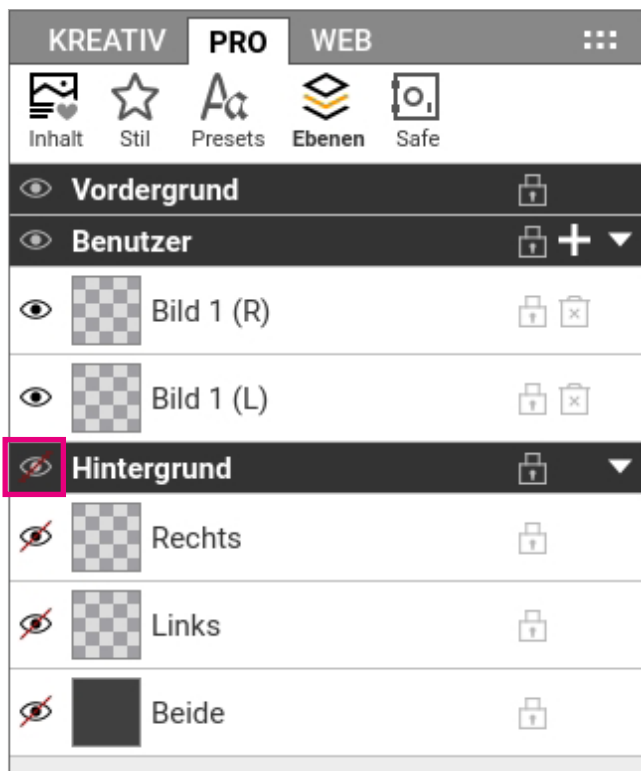 KREATIV PRO WEB
Inhalt Stil Presets Ebenen Safe
Vordergrund
Benutzer
Bild 1 (R)
Bild 1 (L)
Hintergrund
Rechts
Links
Beide